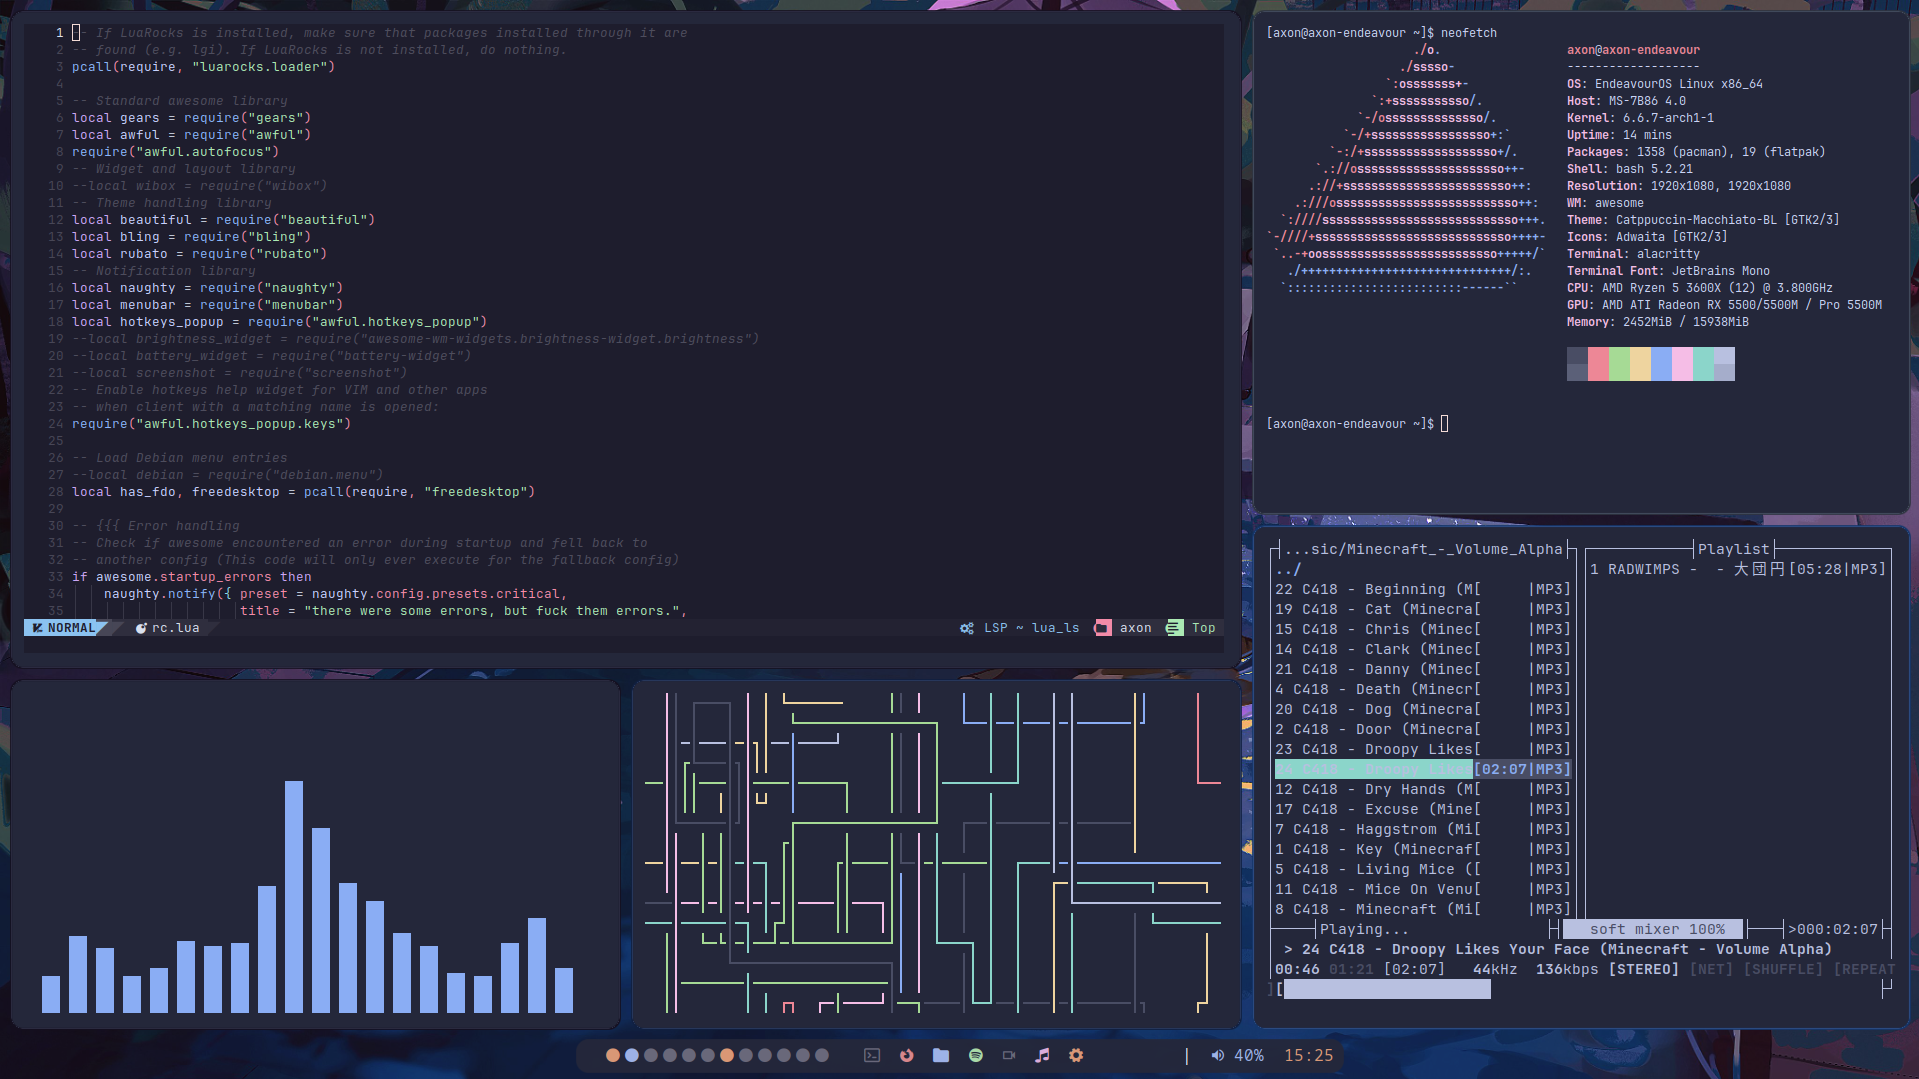 1 -- If LuaRocks is installed, make sure that packages installed through it are
2 -- found (e.g. lgi). If LuaRocks is not installed, do nothing.
3 pcall(require, "luarocks.loader")
4
5 -- Standard awesome library
6 local gears = require("gears")
7 local awful = require("awful")
8 require("awful.autofocus")
9 -- Widget and layout library
10 --local wibox = require("wibox")
11 -- Theme handling library
12 local beautiful = require("beautiful")
13 local bling = require("bling")
14 local rubato = require("rubato")
15 -- Notification library
16 local naughty = require("naughty")
17 local menubar = require("menubar")
18 local hotkeys_popup = require("awful.hotkeys_popup")
19 --local brightness_widget = require("awesome-wm-widgets.brightness-widget.brightness")
20 --local battery_widget = require("battery-widget")
21 --local screenshot = require("screenshot")
22 -- Enable hotkeys help widget for VIM and other apps
23 -- when client with a matching name is opened:
24 require("awful.hotkeys_popup.keys")
25
26 -- Load Debian menu entries
27 --local debian = require("debian.menu")
28 local has_fdo, freedesktop = pcall(require, "freedesktop")
29
30 -- {{{ Error handling
31 -- Check if awesome encountered an error during startup and fell back to
32 -- another config (This code will only ever execute for the fallback config)
33 if awesome.startup_errors then
34 naughty.notify({ preset = naughty.config.presets.critical,
35 title = "there were some errors, but fuck them errors.",
NORMAL rc.lua LSP ~ lua_ls axon Top
[axon@axon-endeavour ~]$ neofetch
./o.
./sssso-
`:osssssss+-
`:+sssssssssso/.
`-/ossssssssssssso/.
`-/+sssssssssssssssso+:`
`-:/+sssssssssssssssssso+/.
`.://osssssssssssssssssssso++-
.://+ssssssssssssssssssssssso++:
.:///ossssssssssssssssssssssssso++:
`:////ssssssssssssssssssssssssssso+++.
`-////+ssssssssssssssssssssssssssso++++-
`..-+oosssssssssssssssssssssssso+++++/`
./++++++++++++++++++++++++++++++/:.
`:::::::::::::::::::::::::------``
axon@axon-endeavour
-------------------
OS: EndeavourOS Linux x86_64
Host: MS-7B86 4.0
Kernel: 6.6.7-arch1-1
Uptime: 14 mins
Packages: 1358 (pacman), 19 (flatpak)
Shell: bash 5.2.21
Resolution: 1920x1080, 1920x1080
WM: awesome
Theme: Catppuccin-Macchiato-BL [GTK2/3]
Icons: Adwaita [GTK2/3]
Terminal: alacritty
Terminal Font: JetBrains Mono
CPU: AMD Ryzen 5 3600X (12) @ 3.800GHz
GPU: AMD ATI Radeon RX 5500/5500M / Pro 5500M
Memory: 2452MiB / 15938MiB
[axon@axon-endeavour ~]$
...sic/Minecraft_-_Volume_Alpha
../
22 C418 - Beginning (M[ |MP3]
19 C418 - Cat (Minecra[ |MP3]
15 C418 - Chris (Minec[ |MP3]
14 C418 - Clark (Minec[ |MP3]
21 C418 - Danny (Minec[ |MP3]
4 C418 - Death (Minecr[ |MP3]
20 C418 - Dog (Minecra[ |MP3]
2 C418 - Door (Minecra[ |MP3]
23 C418 - Droopy Likes[ |MP3]
[02:07|MP3]
12 C418 - Dry Hands (M[ |MP3]
17 C418 - Excuse (Mine[ |MP3]
7 C418 - Haggstrom (Mi[ |MP3]
1 C418 - Key (Minecraf[ |MP3]
5 C418 - Living Mice ([ |MP3]
11 C418 - Mice On Venu[ |MP3]
8 C418 - Minecraft (Mi[ |MP3]
Playlist
1 RADWIMPS - - 大団円[05:28|MP3]
Playing... soft mixer 100% >000:02:07
> 24 C418 - Droopy Likes Your Face (Minecraft - Volume Alpha)
00:46 01:21 [02:07] 44kHz 136kbps [STEREO] [NET] [SHUFFLE] [REPEAT
][
40% 15:25